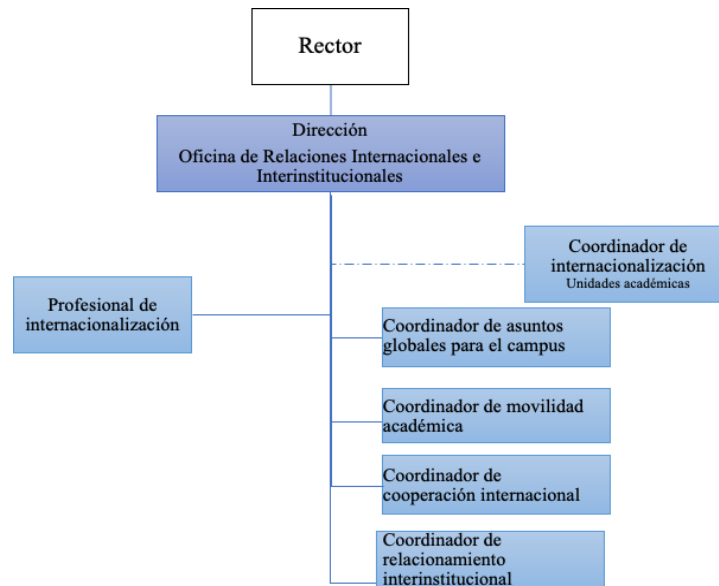 Rector
Dirección
Oficina de Relaciones Internacionales e
Interinstitucionales
Coordinador de
internacionalización
Unidades académicas
Profesional de
internacionalización
Coordinador de asuntos
globales para el campus
Coordinador de movilidad
académica
Coordinador de
cooperación internacional
Coordinador de
relacionamiento
interinstitucional